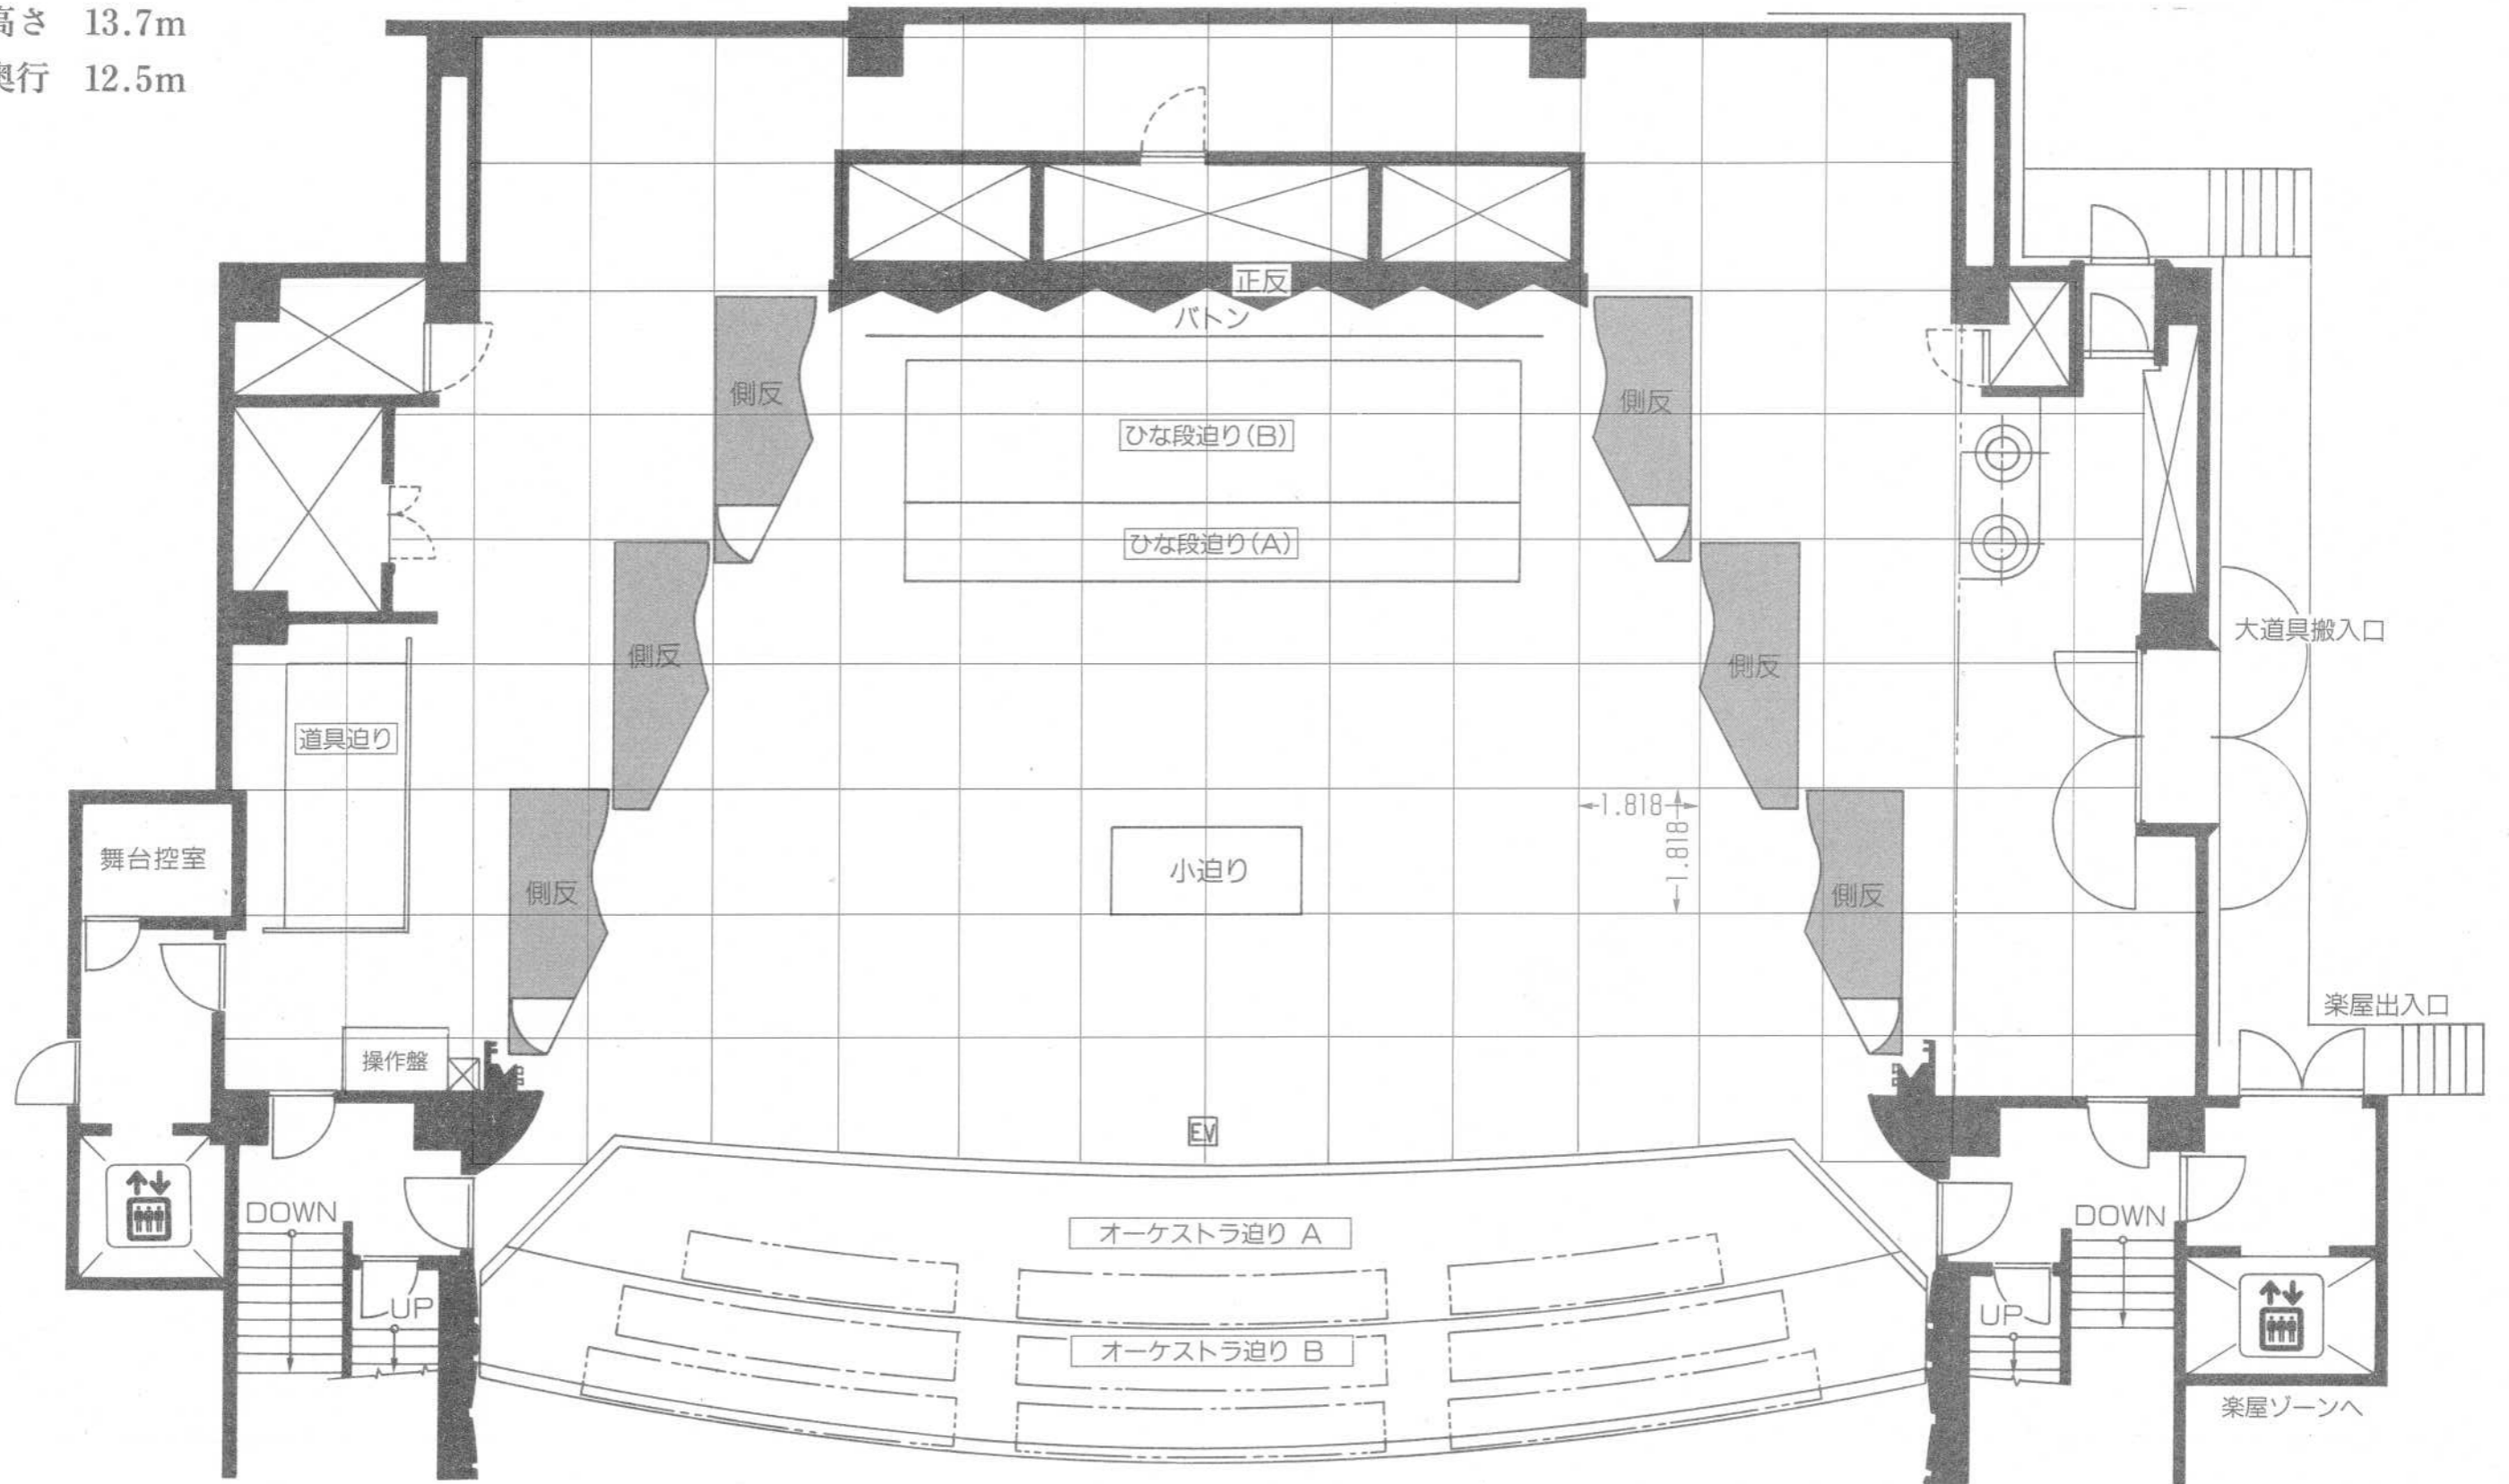 高さ 13.7m
奥行 12.5m
正反
バトン
側反
側反
ひな段迫り(B)
ひな段迫り(A)
側反
側反
大道具搬入口
道具迫り
1.818
1.818
舞台控室
小迫り
側反
側反
楽屋出入口
操作盤
EV
DOWN
DOWN
オーケストラ迫り A
UP
UP
オーケストラ迫り B
楽屋ゾーンへ